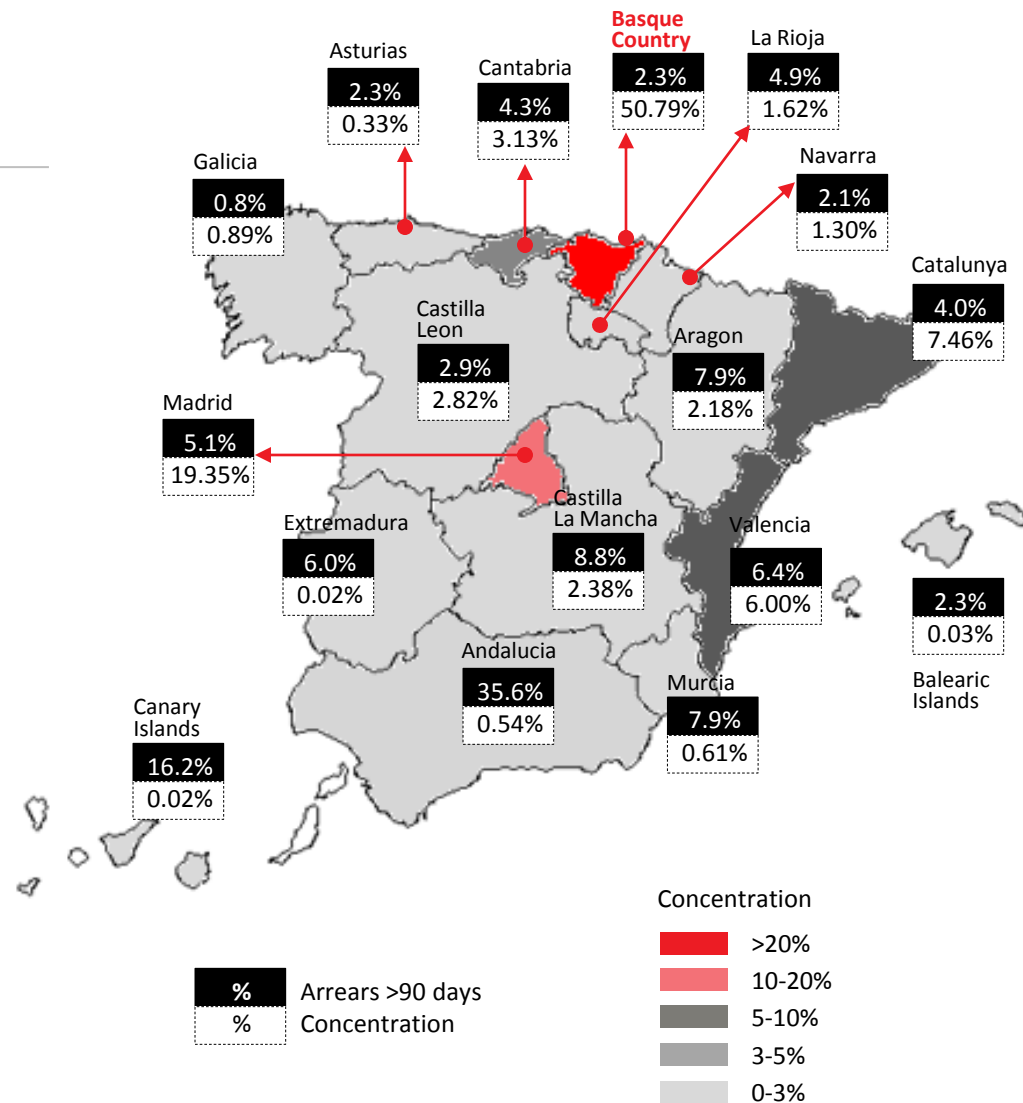 Basque
Country
2.3%
50.79%
La Rioja
4.9%
1.62%
Asturias
2.3%
0.33%
Cantabria
4.3%
3.13%
Navarra
2.1%
1.30%
Galicia
0.8%
0.89%
Catalunya
4.0%
7.46%
Castilla
Leon
2.9%
2.82%
Aragon
7.9%
2.18%
Madrid
5.1%
19.35%
Extremadura
6.0%
0.02%
Castilla
La Mancha
8.8%
2.38%
Valencia
6.4%
6.00%
2.3%
0.03%
Balearic
Islands
Andalucia
35.6%
0.54%
Murcia
7.9%
0.61%
Canary
Islands
16.2%
0.02%
Concentration
>20%
10-20%
5-10%
3-5%
0-3%
% Arrears >90 days
% Concentration